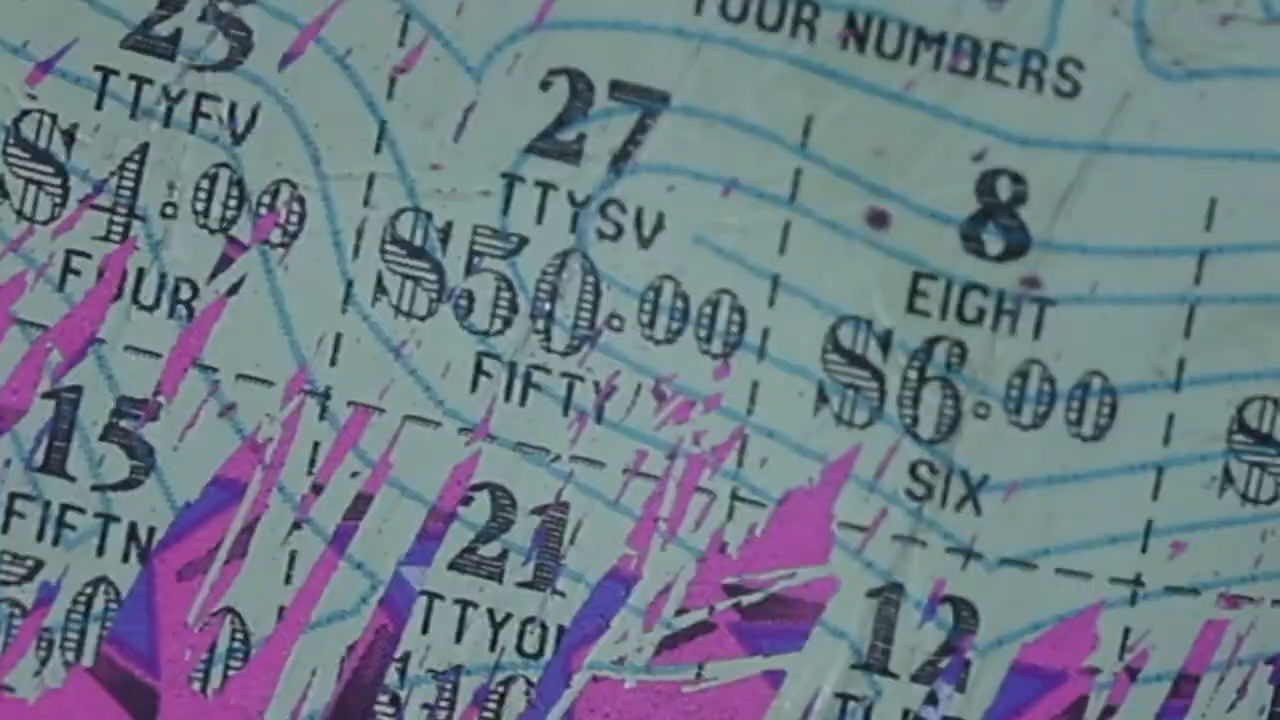 YOUR NUMBERS
25
TTYFV
$4.00
FOUR
27
TTYSV
$50.00
FIFTY
8
EIGHT
$6.00
SIX
$
15
FIFTN
21
12